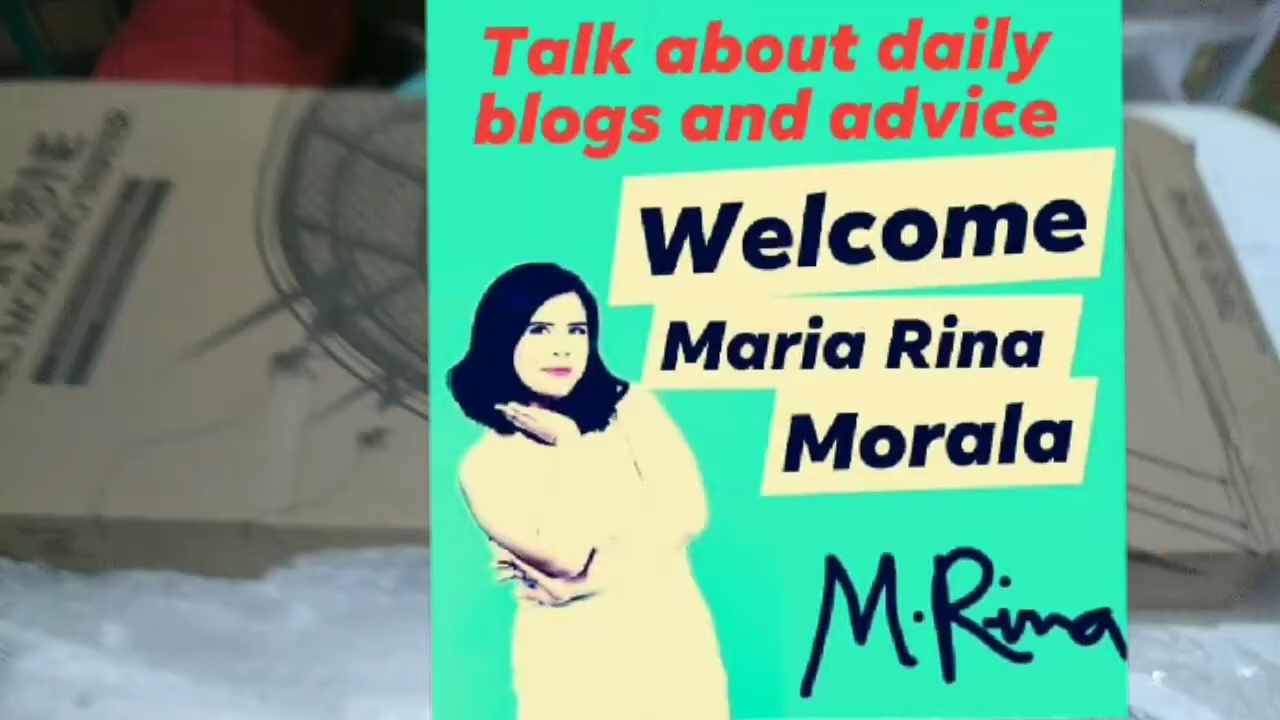 Talk about daily
blogs and advice
Welcome
Maria Rina
Morala
M.Rina